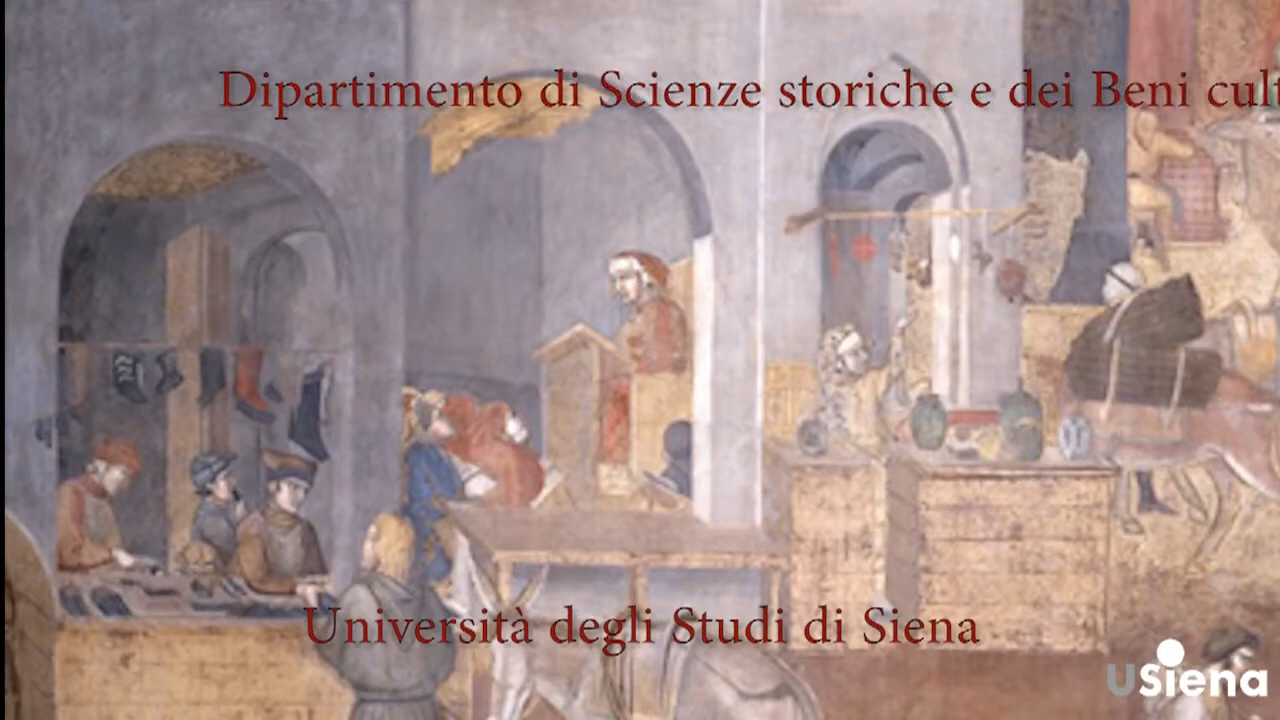 Dipartimento di Scienze storiche e dei Beni cult
Università degli Studi di Siena
USiena